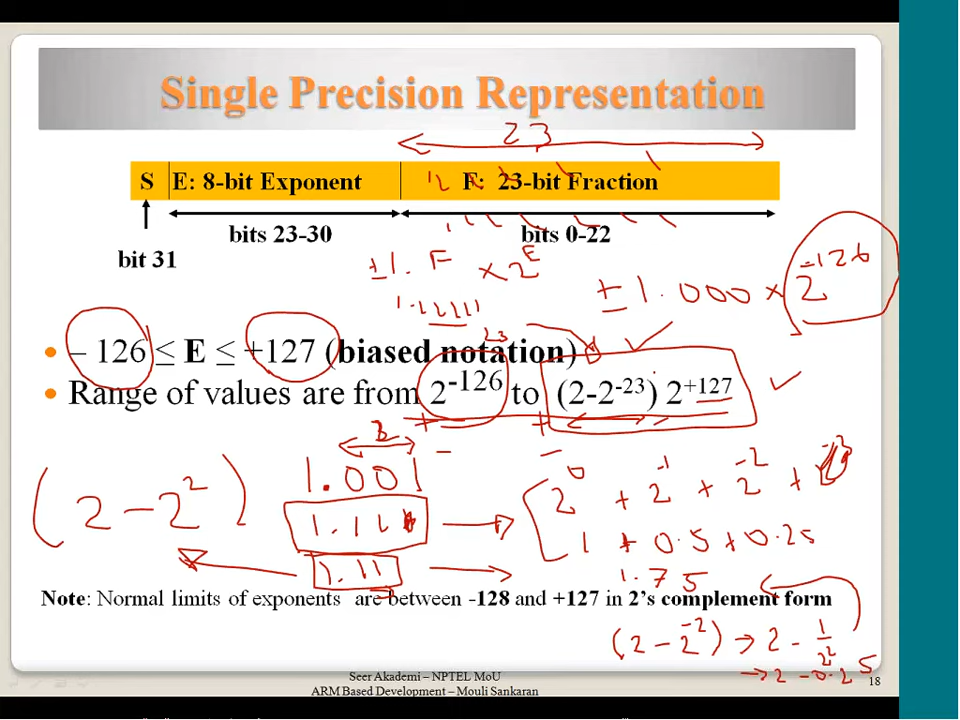 Single Precision Representation
23
S E: 8-bit Exponent F: 23-bit Fraction
bits 23-30 bits 0-22
bit 31
±1. F × 2^E
±1.000 × 2^-126
– 126 ≤ E ≤ +127 (biased notation)
23
Range of values are from 2^-126 to (2-2^-23) 2^+127
+ +
– –
3
1.001
(2 – 2^2)
2^0 + 2^-1 + 2^-2 +
1.11
1 + 0.5 + 0.25
1.11
1.75
Note: Normal limits of exponents are between -128 and +127 in 2's complement form
(2 – 2^-2) → 2 – 1/2^2
→ 2 – 0.25
Seer Akademi – NPTEL MoU
ARM Based Development – Mouli Sankaran
18